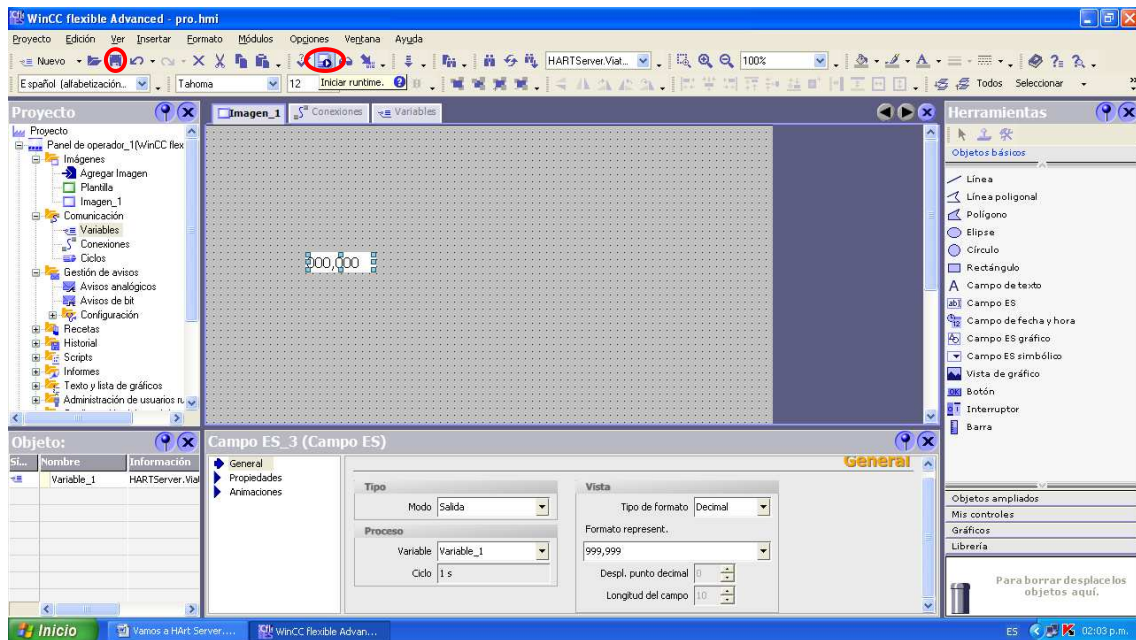 WinCC flexible Advanced - pro.hmi
Proyecto Edición Ver Insertar Formato Módulos Opciones Ventana Ayuda
Nuevo HARTServer.Viat... 100%
Español (alfabetización... Tahoma 12 Iniciar runtime. Todos Seleccionar
Proyecto
Proyecto
Panel de operador_1(WinCC flex
Imágenes
Agregar Imagen
Plantilla
Imagen_1
Comunicación
Variables
Conexiones
Ciclos
Gestión de avisos
Avisos analógicos
Avisos de bit
Configuración
Recetas
Historial
Scripts
Informes
Texto y lista de gráficos
Administración de usuarios ru
Imagen_1 Conexiones Variables
000,000
Herramientas
Objetos básicos
Línea
Línea poligonal
Polígono
Elipse
Círculo
Rectángulo
A Campo de texto
Campo ES
Campo de fecha y hora
Campo ES gráfico
Campo ES simbólico
Vista de gráfico
OK Botón
Interruptor
Barra
Objetos ampliados
Mis controles
Gráficos
Librería
Para borrar desplace los
objetos aquí.
Objeto:
Sí... Nombre Información
Variable_1 HARTServer.Viat
Campo ES_3 (Campo ES)
General
Propiedades
Animaciones
General
Tipo
Modo Salida
Proceso
Variable Variable_1
Ciclo 1 s
Vista
Tipo de formato Decimal
Formato represent.
999,999
Despl. punto decimal 0
Longitud del campo 10
Inicio Vamos a HArt Server.... WinCC flexible Advan... ES 02:03 p.m.